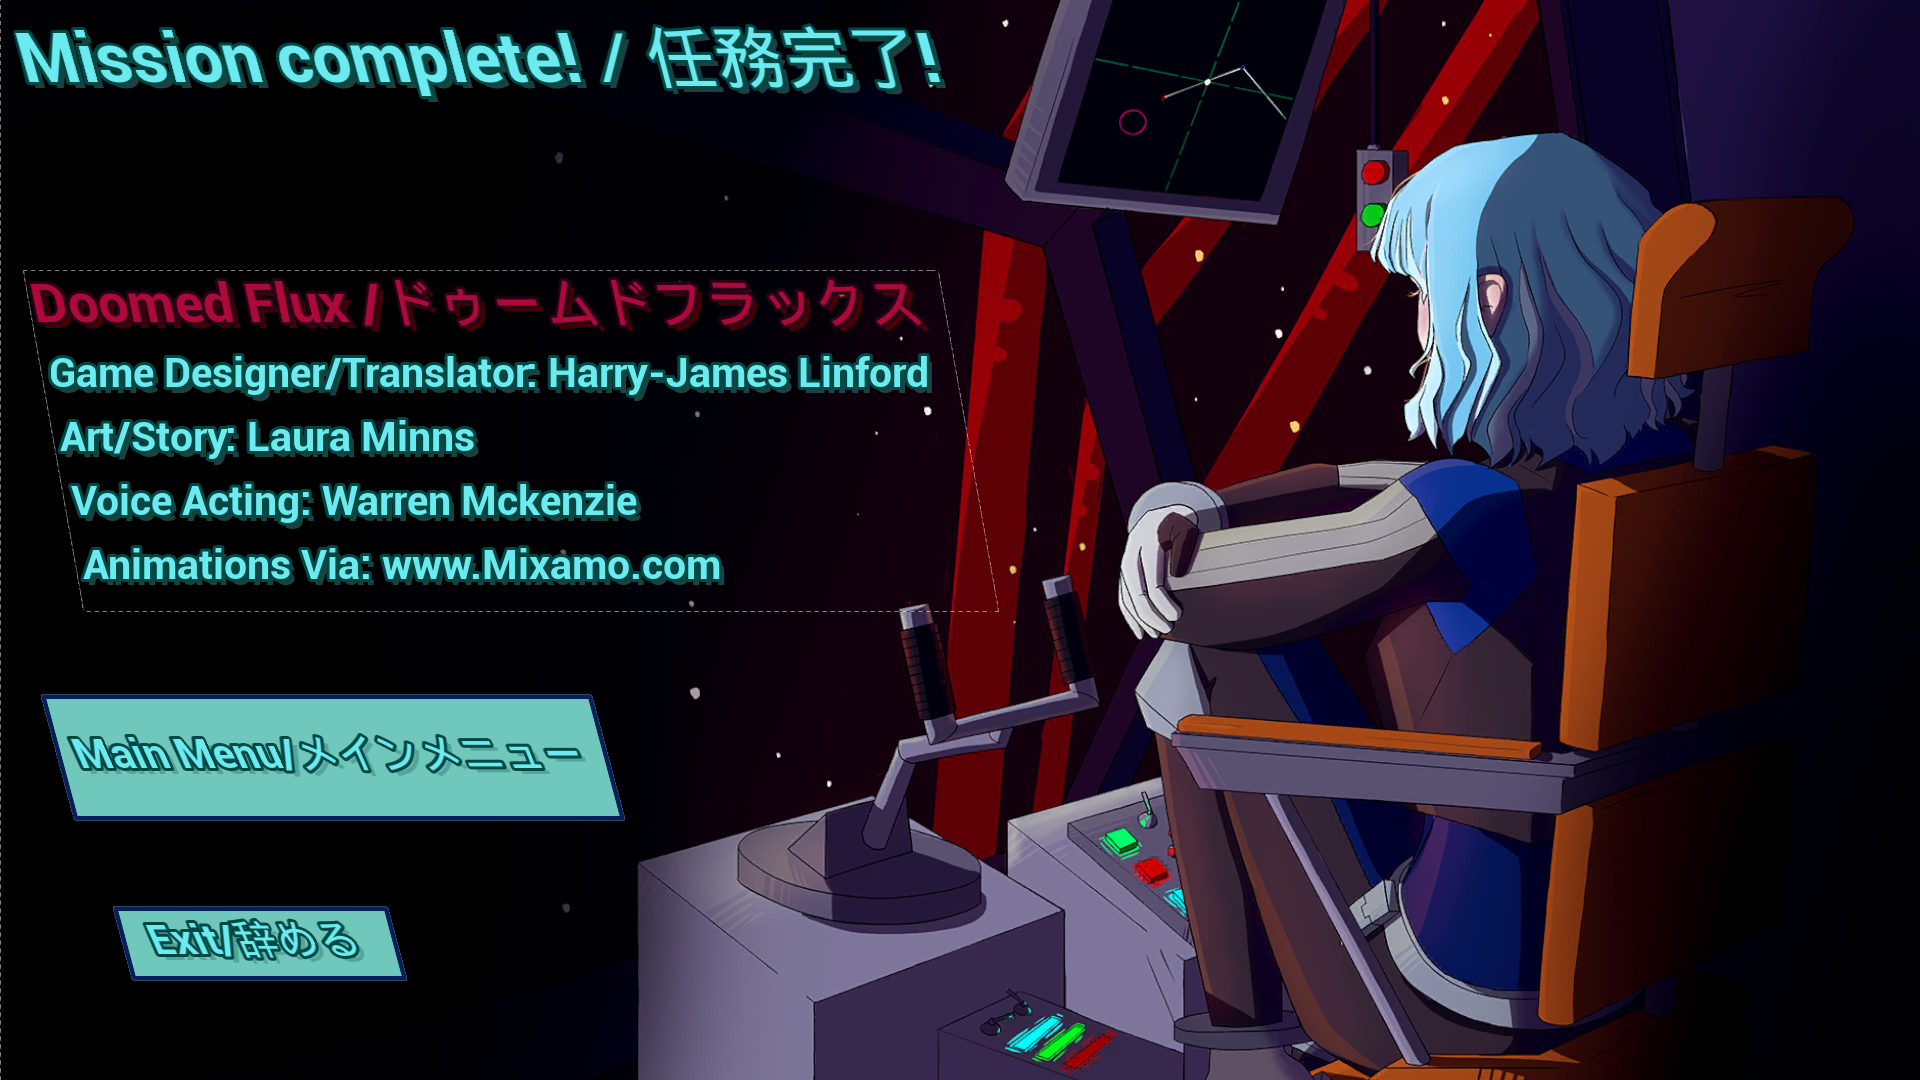 Mission complete! / 任務完了!
Doomed Flux /ドゥームドフラックス
Game Designer/Translator: Harry-James Linford
Art/Story: Laura Minns
Voice Acting: Warren Mckenzie
Animations Via: www.Mixamo.com
Main Menu/メインメニュー
Exit/辞める